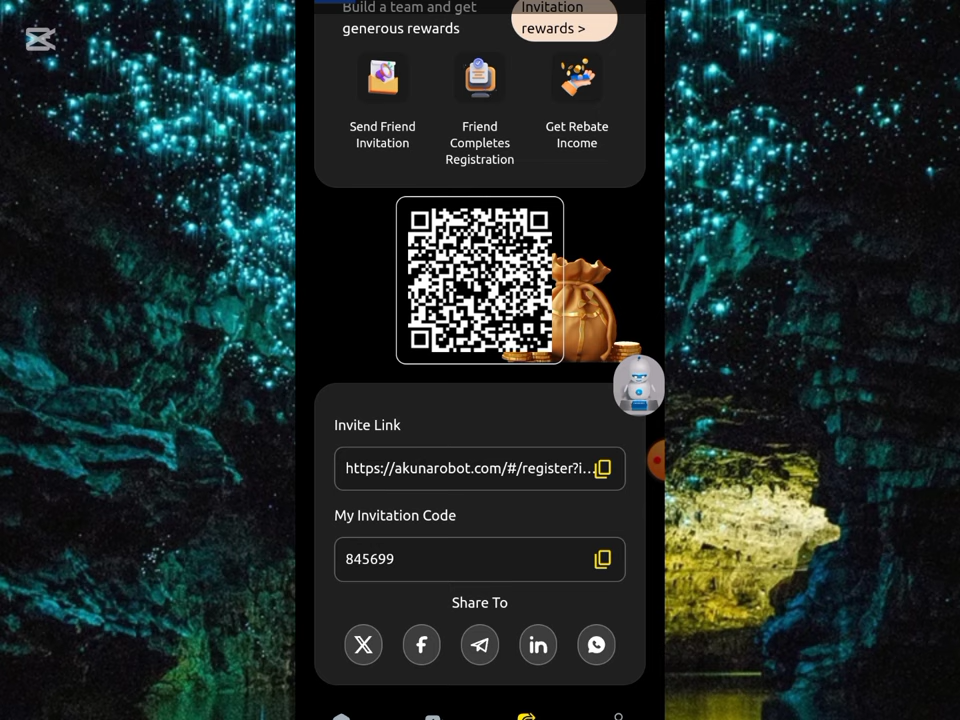 Build a team and get
generous rewards
Invitation
rewards >
Send Friend
Invitation
Friend
Completes
Registration
Get Rebate
Income
Invite Link
https://akunarobot.com/#/register?i...
My Invitation Code
845699
Share To